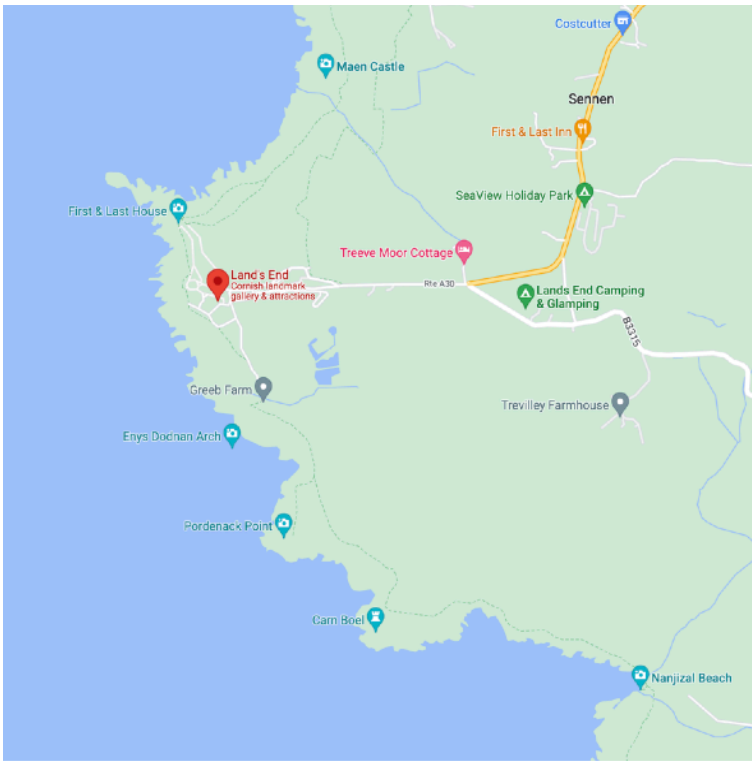 Costcutter
Maen Castle
Sennen
First & Last Inn
SeaView Holiday Park
First & Last House
Treeve Moor Cottage
Land's End
Cornish landmark
gallery & attractions
Rte A30
Lands End Camping
& Glamping
B3315
Greeb Farm
Trevilley Farmhouse
Enys Dodnan Arch
Pordenack Point
Carn Boel
Nanjizal Beach